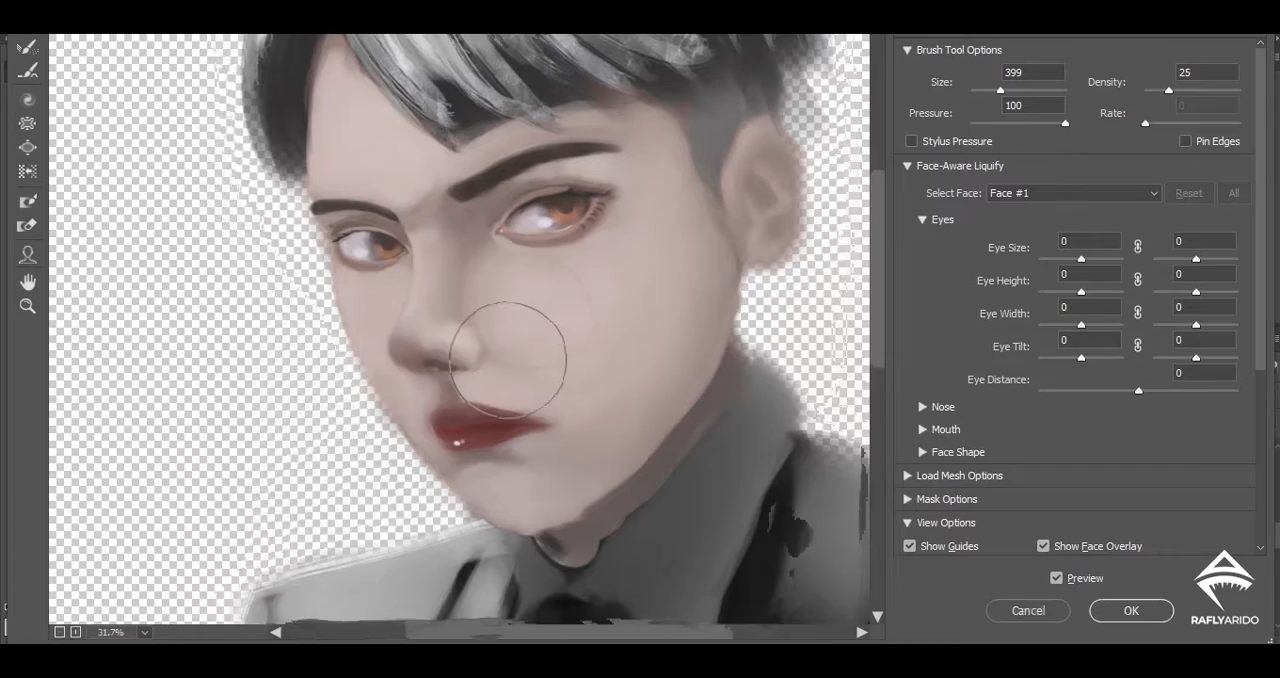 Brush Tool Options
Size: 399 Density: 25
Pressure: 100 Rate: 0
Stylus Pressure Pin Edges
Face-Aware Liquify
Select Face: Face #1 Reset All
Eyes
Eye Size: 0 0
Eye Height: 0 0
Eye Width: 0 0
Eye Tilt: 0 0
Eye Distance: 0
Nose
Mouth
Face Shape
Load Mesh Options
Mask Options
View Options
Show Guides Show Face Overlay
Preview
Cancel OK
RAFLYARIDO
31.7%